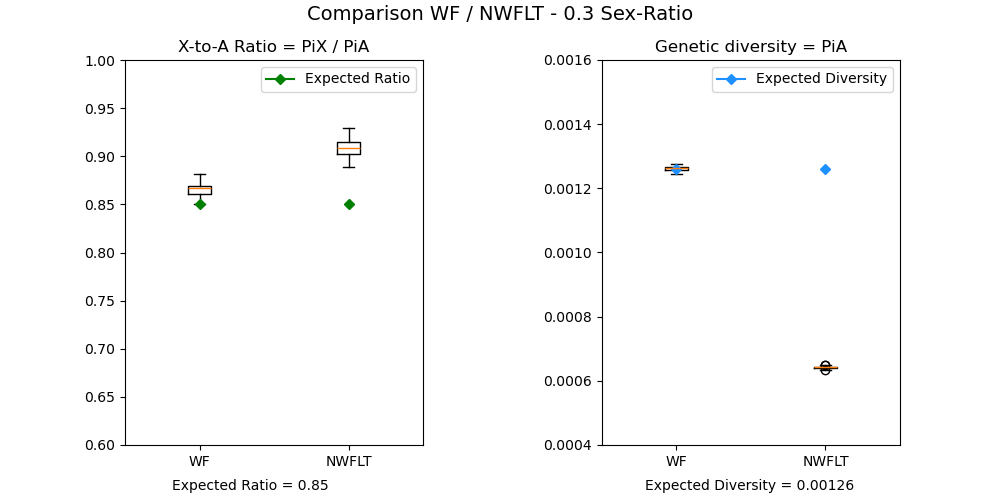 Comparison WF / NWFLT - 0.3 Sex-Ratio
X-to-A Ratio = PiX / PiA
Expected Ratio
1.00
0.95
0.90
0.85
0.80
0.75
0.70
0.65
0.60
WF
NWFLT
Expected Ratio = 0.85
Genetic diversity = PiA
Expected Diversity
0.0016
0.0014
0.0012
0.0010
0.0008
0.0006
0.0004
WF
NWFLT
Expected Diversity = 0.00126